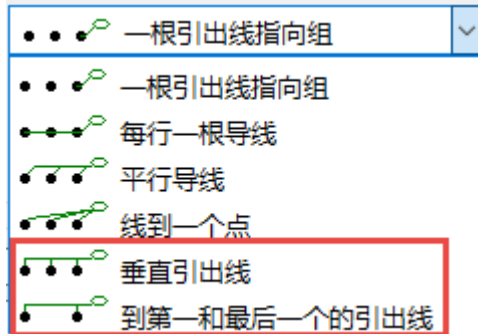 一根引出线指向组
一根引出线指向组
每行一根导线
平行导线
线到一个点
垂直引出线
到第一和最后一个的引出线